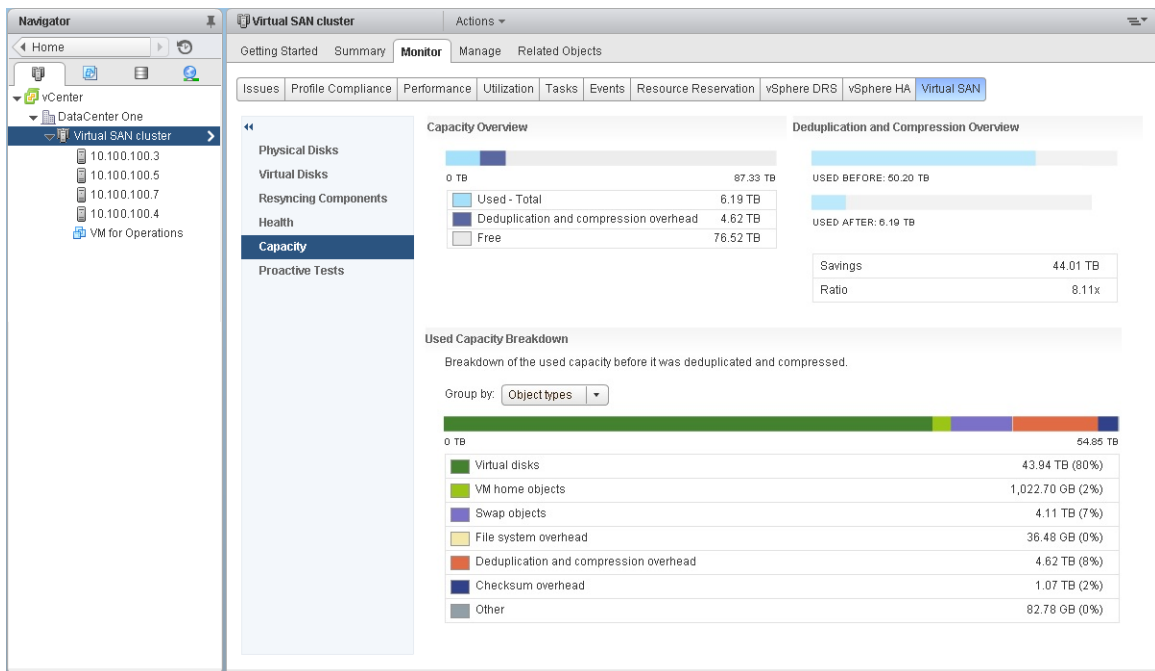 Navigator
Home
vCenter
DataCenter One
Virtual SAN cluster
10.100.100.3
10.100.100.5
10.100.100.7
10.100.100.4
VM for Operations
Virtual SAN cluster Actions
Getting Started Summary Monitor Manage Related Objects
Issues Profile Compliance Performance Utilization Tasks Events Resource Reservation vSphere DRS vSphere HA Virtual SAN
Physical Disks
Virtual Disks
Resyncing Components
Health
Capacity
Proactive Tests
Capacity Overview
0 TB 87.33 TB
Used - Total 6.19 TB
Deduplication and compression overhead 4.62 TB
Free 76.52 TB
Deduplication and Compression Overview
USED BEFORE: 50.20 TB
USED AFTER: 6.19 TB
Savings 44.01 TB
Ratio 8.11x
Used Capacity Breakdown
Breakdown of the used capacity before it was deduplicated and compressed.
Group by: Object types
0 TB 54.85 TB
Virtual disks 43.94 TB (80%)
VM home objects 1,022.70 GB (2%)
Swap objects 4.11 TB (7%)
File system overhead 36.48 GB (0%)
Deduplication and compression overhead 4.62 TB (8%)
Checksum overhead 1.07 TB (2%)
Other 82.78 GB (0%)